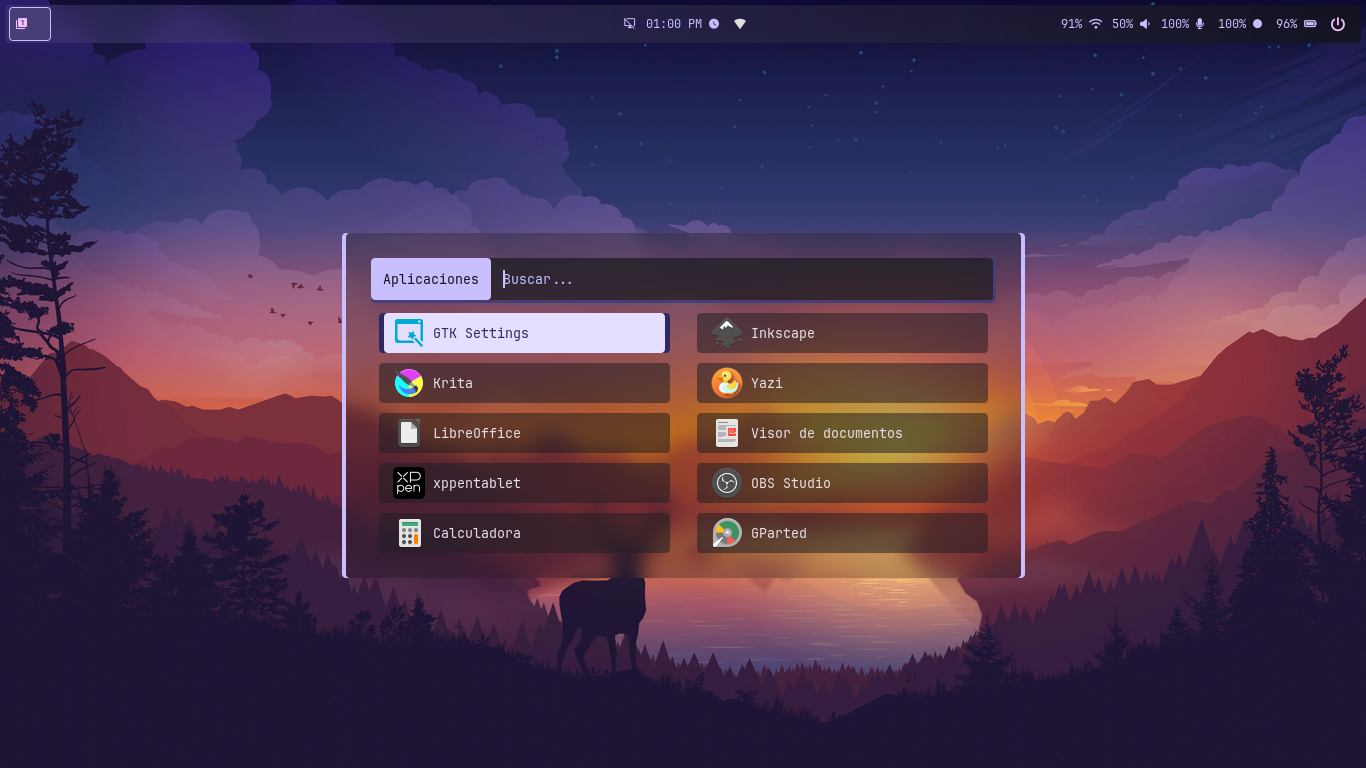 1
01:00 PM
91% 50% 100% 100% 96%
Aplicaciones Buscar...
GTK Settings Inkscape
Krita Yazi
LibreOffice Visor de documentos
XP
pen xppentablet OBS Studio
Calculadora GParted